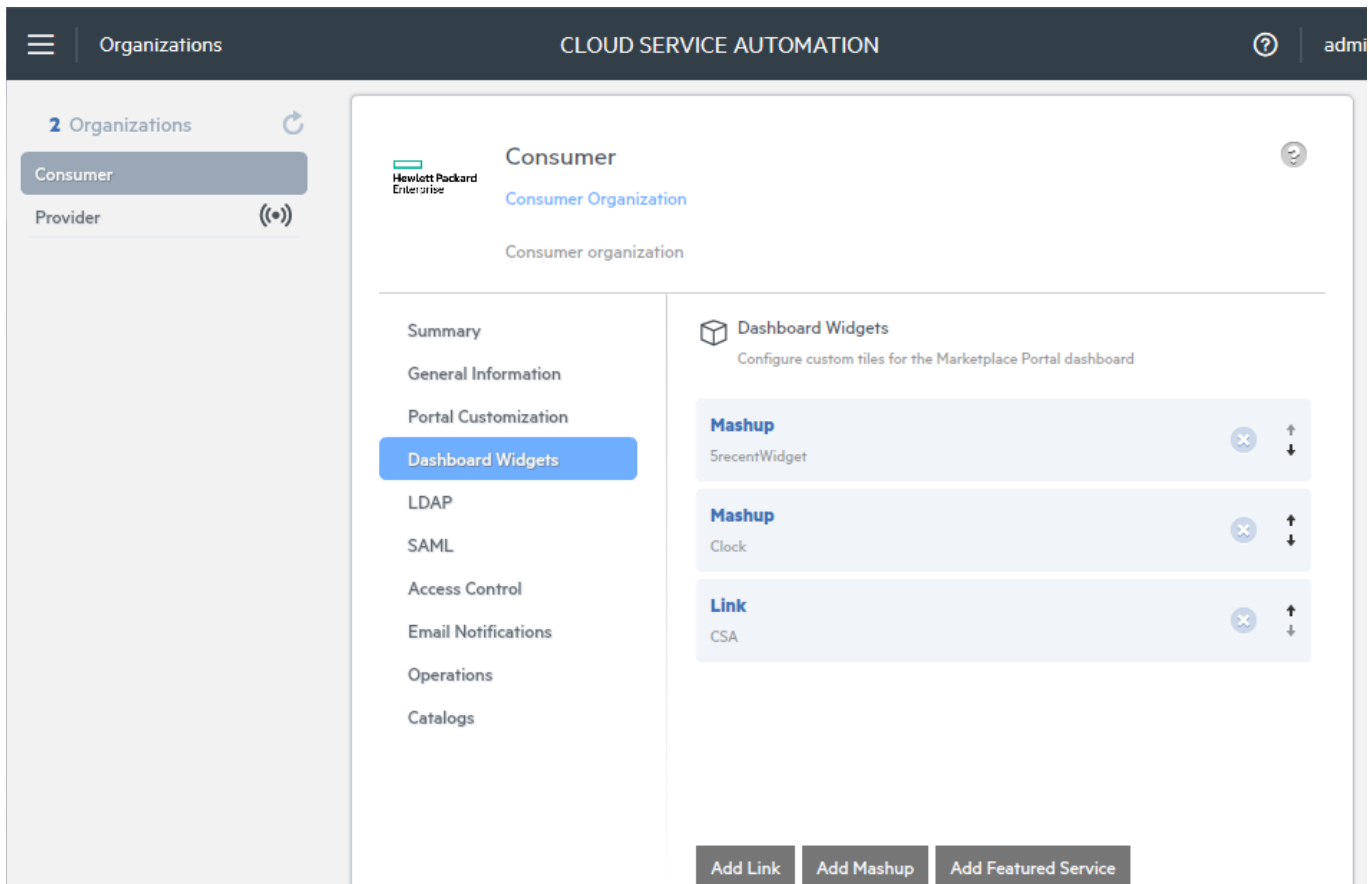 Organizations
CLOUD SERVICE AUTOMATION
admi
2 Organizations
Consumer
Provider
Hewlett Packard
Enterprise
Consumer
Consumer Organization
Consumer organization
Summary
General Information
Portal Customization
Dashboard Widgets
LDAP
SAML
Access Control
Email Notifications
Operations
Catalogs
Dashboard Widgets
Configure custom tiles for the Marketplace Portal dashboard
Mashup
5recentWidget
Mashup
Clock
Link
CSA
Add Link
Add Mashup
Add Featured Service